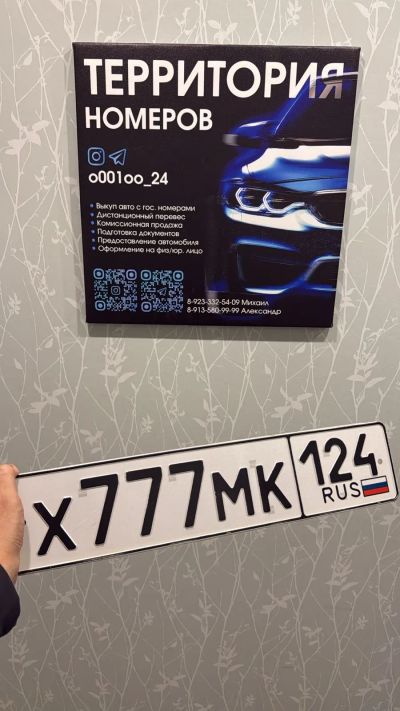 ТЕРРИТОРИЯ
НОМЕРОВ
o001oo_24
• Выкуп авто с гос. номерами
• Дистанционный перевес
• Комиссионная продажа
• Подготовка документов
• Предоставление автомобиля
• Оформление на физ/юр. лицо
8-923-332-54-09 Михаил
8-913-580-99-99 Александр
Х777МК 124
RUS